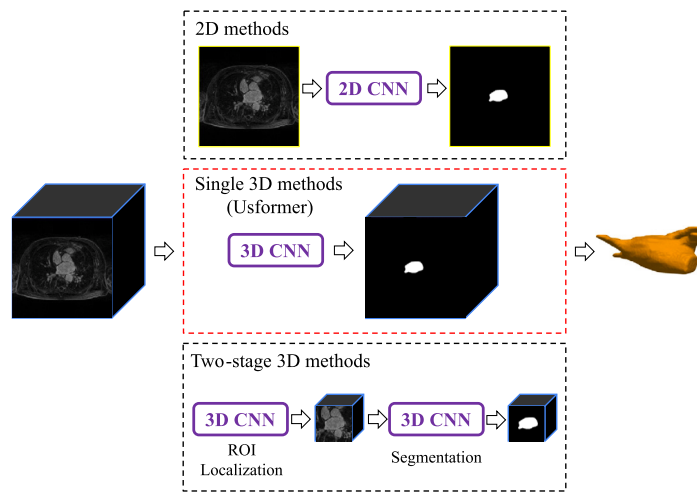 2D methods
2D CNN
Single 3D methods
(Usformer)
3D CNN
Two-stage 3D methods
3D CNN
3D CNN
ROI
Localization
Segmentation